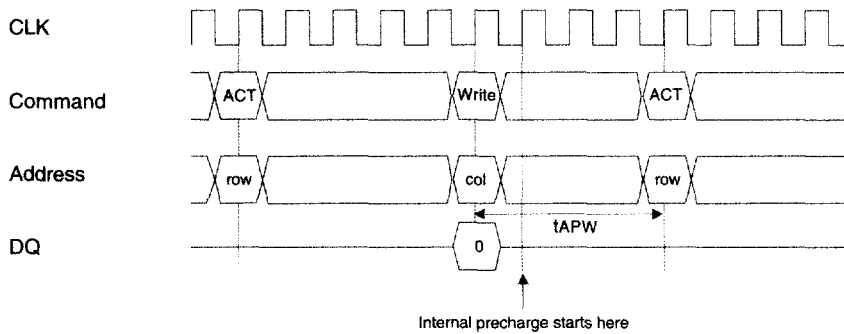 CLK
Command ACT Write ACT
Address row col row
tAPW
DQ 0
Internal precharge starts here